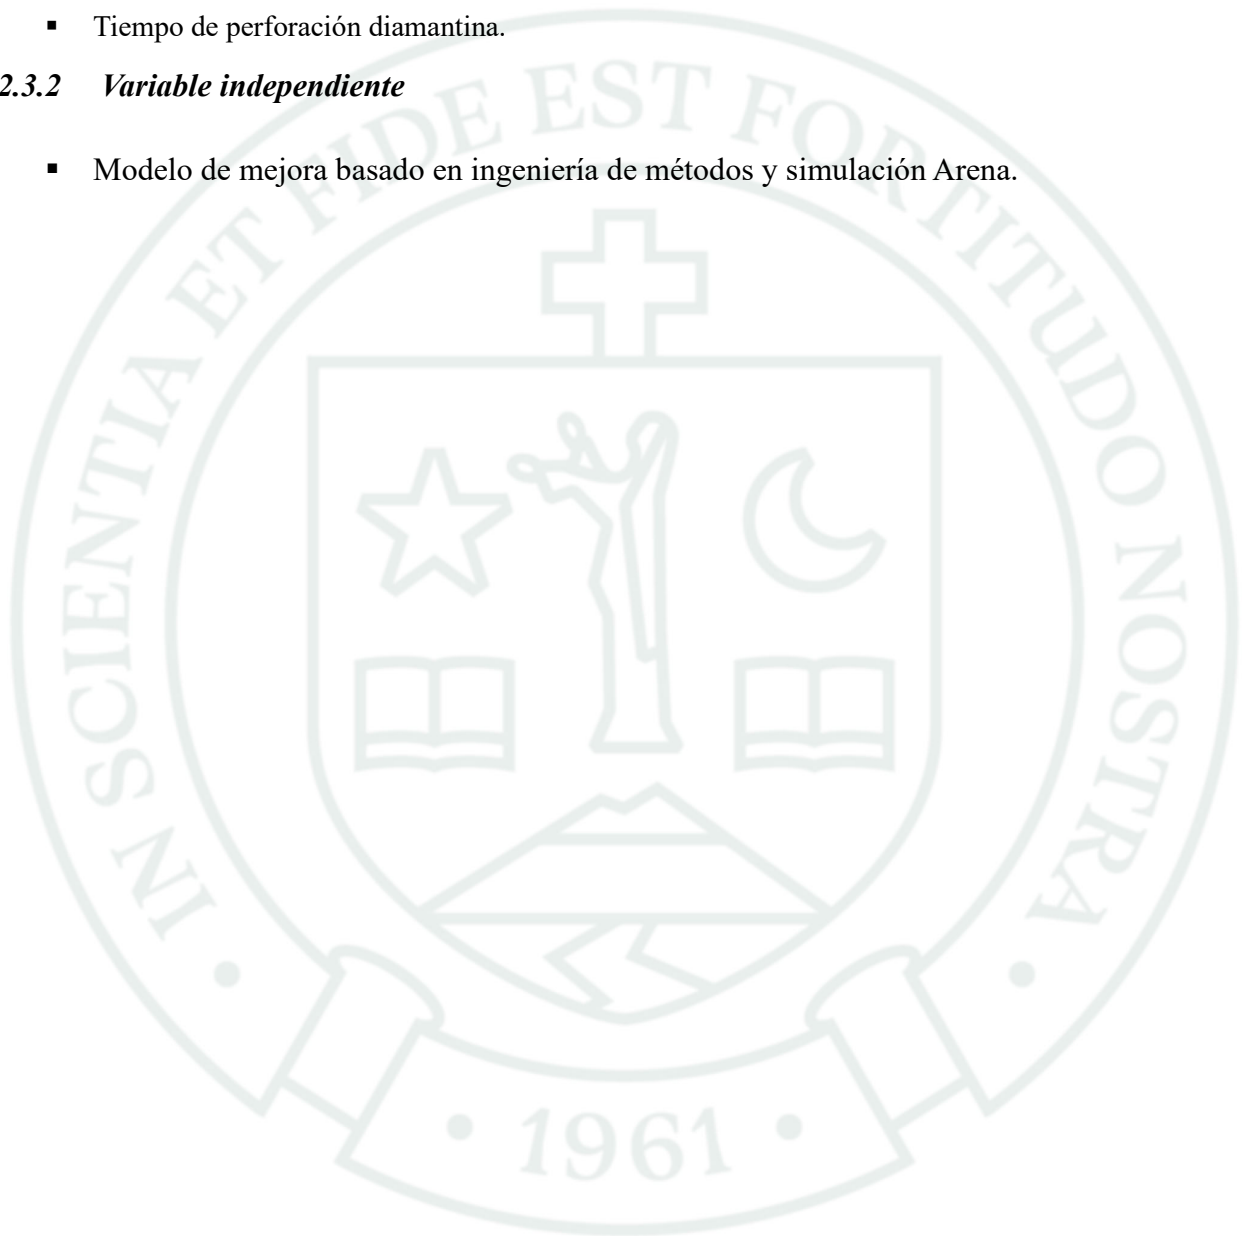 ▪ Tiempo de perforación diamantina.
2.3.2 Variable independiente
▪ Modelo de mejora basado en ingeniería de métodos y simulación Arena.
IN SCIENTIA ET FIDE EST FORTITUDO NOSTRA
• 1961 •